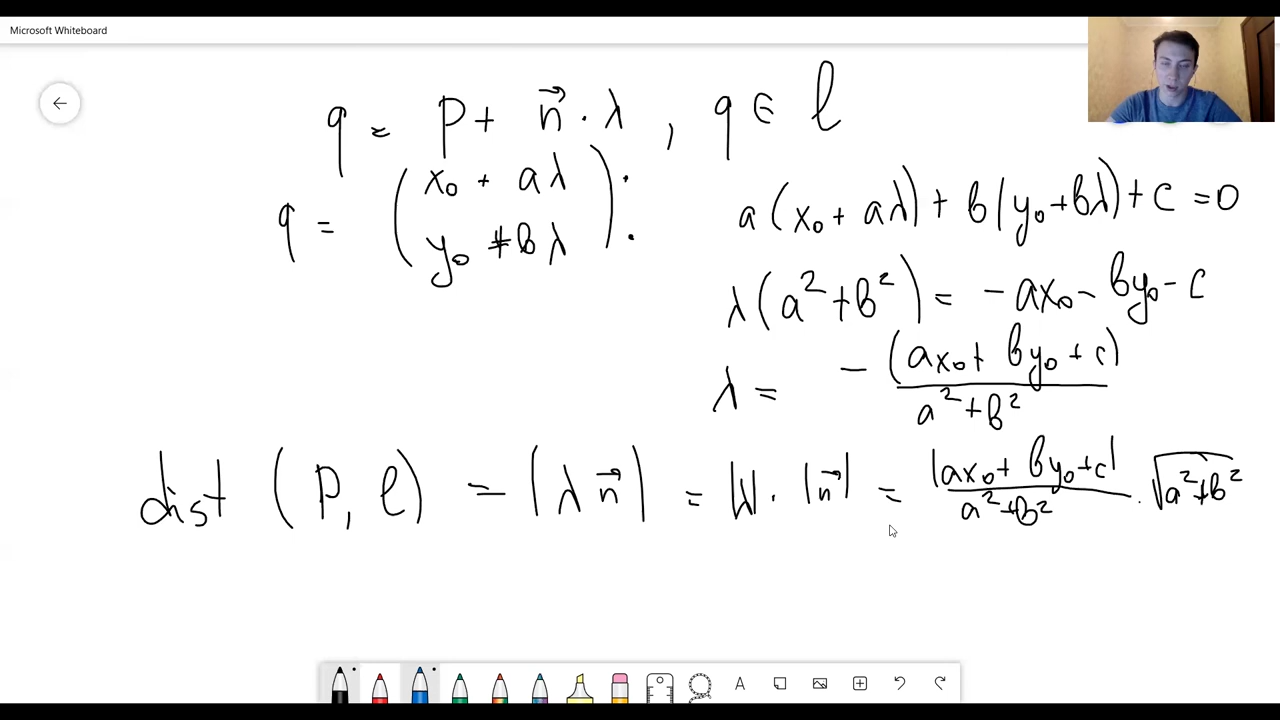 Microsoft Whiteboard
q = p + n⃗ · λ , q ∈ l
q = (x₀ + aλ
y₀ + bλ) :
a(x₀ + aλ) + b(y₀ + bλ) + c = 0
λ(a² + b²) = -ax₀ - by₀ - c
λ = -(ax₀ + by₀ + c) / a² + b²
dist (p, l) = |λ n⃗| = |λ| · |n⃗| = |ax₀ + by₀ + c| / a² + b² · √a² + b²
A